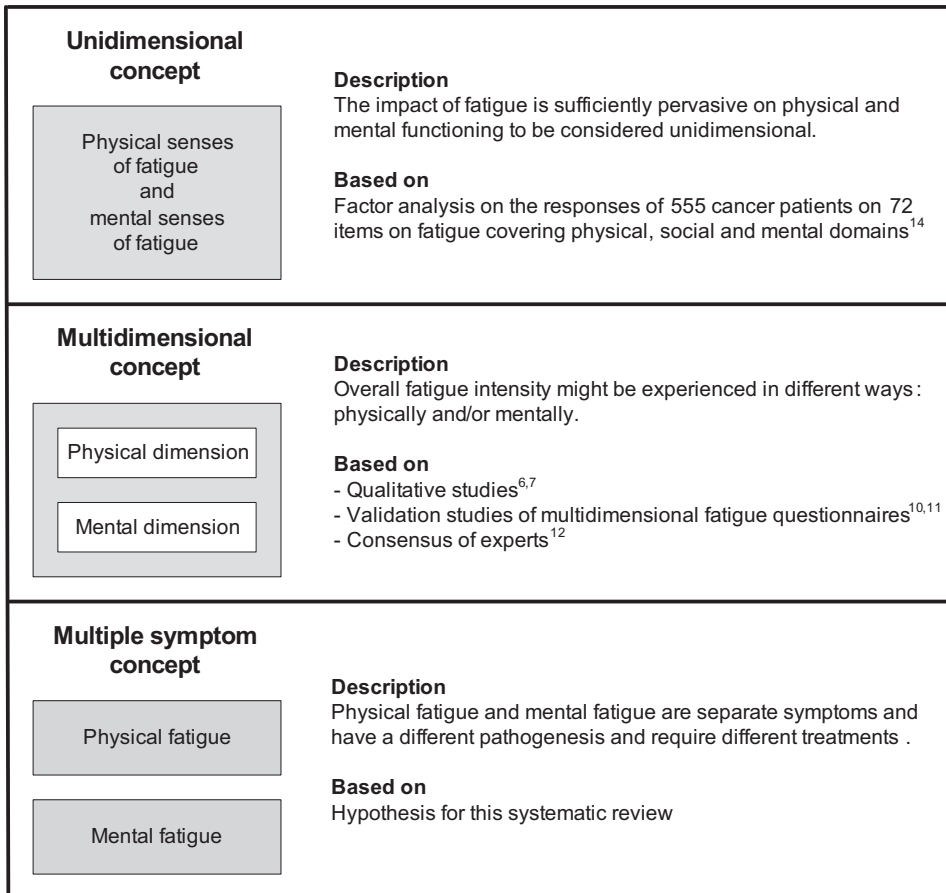 Unidimensional
concept
Physical senses
of fatigue
and
mental senses
of fatigue
Description
The impact of fatigue is sufficiently pervasive on physical and
mental functioning to be considered unidimensional.
Based on
Factor analysis on the responses of 555 cancer patients on 72
items on fatigue covering physical, social and mental domains14
Multidimensional
concept
Physical dimension
Mental dimension
Description
Overall fatigue intensity might be experienced in different ways :
physically and/or mentally.
Based on
- Qualitative studies6,7
- Validation studies of multidimensional fatigue questionnaires10,11
- Consensus of experts12
Multiple symptom
concept
Physical fatigue
Mental fatigue
Description
Physical fatigue and mental fatigue are separate symptoms and
have a different pathogenesis and require different treatments .
Based on
Hypothesis for this systematic review